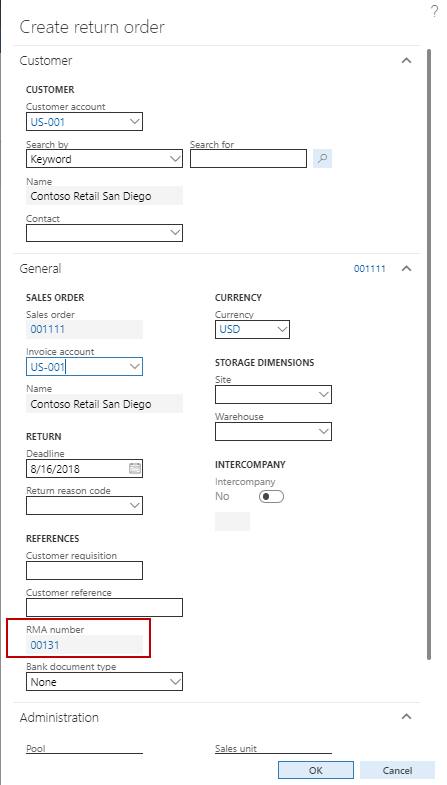 ?
Create return order
Customer
CUSTOMER
Customer account
US-001
Search by
Search for
Keyword
Name
Contoso Retail San Diego
Contact
General
001111
SALES ORDER
Sales order
001111
Invoice account
US-001
Name
Contoso Retail San Diego
RETURN
Deadline
8/16/2018
Return reason code
REFERENCES
Customer requisition
Customer reference
RMA number
00131
Bank document type
None
CURRENCY
Currency
USD
STORAGE DIMENSIONS
Site
Warehouse
INTERCOMPANY
Intercompany
No
Administration
Pool
Sales unit
OK
Cancel